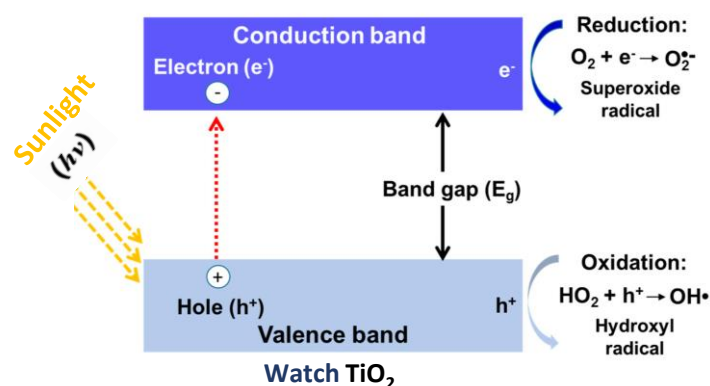 Conduction band
Electron (e⁻)
-
e⁻
Reduction:
O₂ + e⁻→ O₂•⁻
Superoxide
radical
Sunlight
(hν)
Band gap (E_g)
+
Hole (h⁺)
h⁺
Valence band
Oxidation:
HO₂ + h⁺→ OH•
Hydroxyl
radical
Watch TiO₂